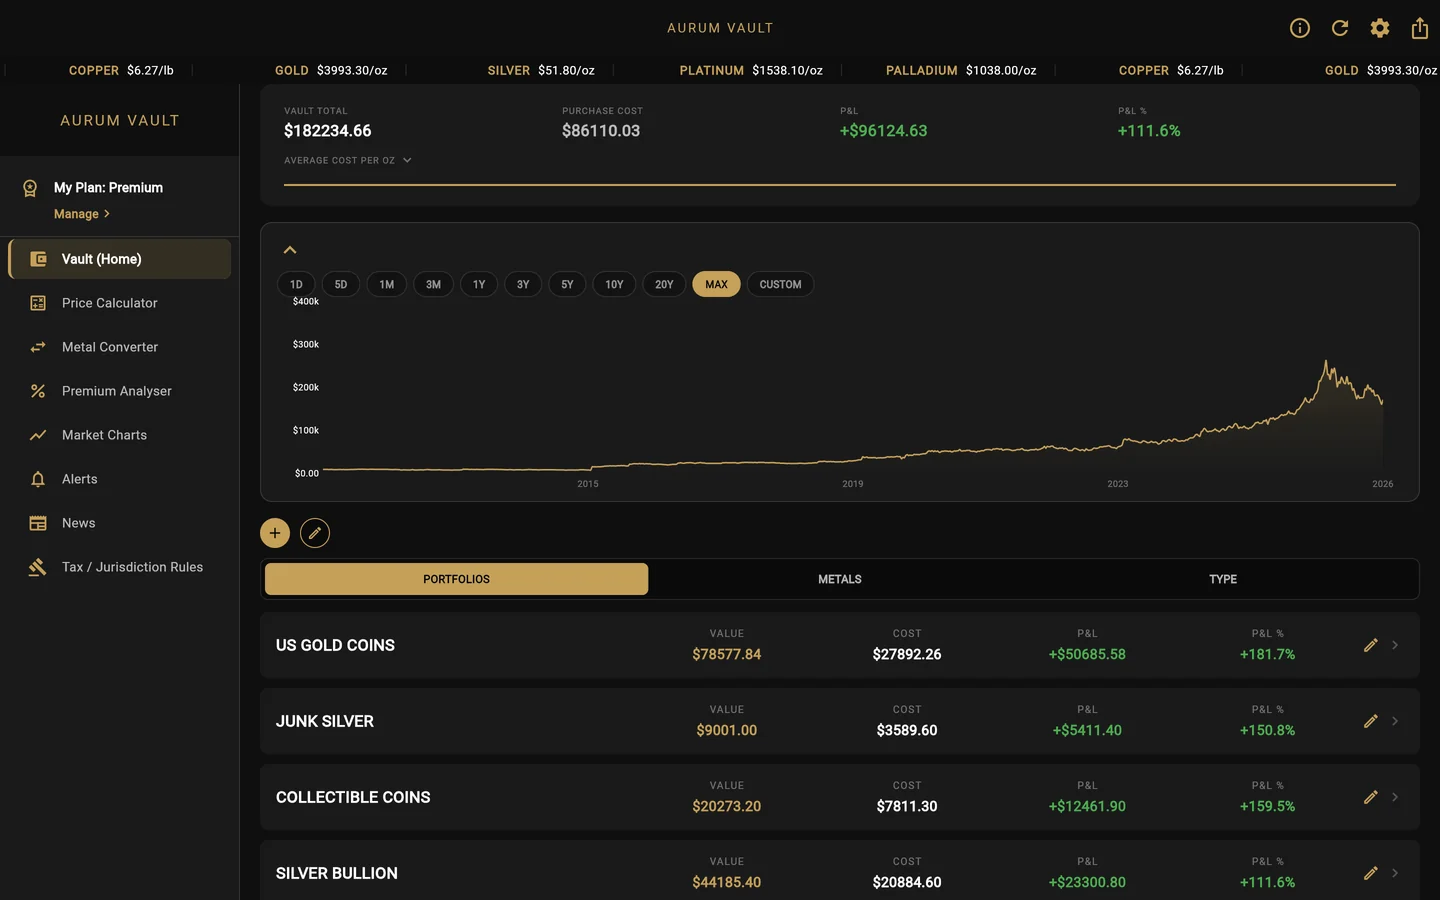 AURUM VAULT
COPPER $6.27/lb GOLD $3993.30/oz SILVER $51.80/oz PLATINUM $1538.10/oz PALLADIUM $1038.00/oz COPPER $6.27/lb GOLD $3993.30/oz
AURUM VAULT
My Plan: Premium
Manage >
Vault (Home)
Price Calculator
Metal Converter
Premium Analyser
Market Charts
Alerts
News
Tax / Jurisdiction Rules
VAULT TOTAL PURCHASE COST P&L P&L %
$182234.66 $86110.03 +$96124.63 +111.6%
AVERAGE COST PER OZ
1D 5D 1M 3M 1Y 3Y 5Y 10Y 20Y MAX CUSTOM
$400k
$300k
$200k
$100k
$0.00
2015 2019 2023 2026
PORTFOLIOS METALS TYPE
VALUE COST P&L P&L %
US GOLD COINS $78577.84 $27892.26 +$50685.58 +181.7%
VALUE COST P&L P&L %
JUNK SILVER $9001.00 $3589.60 +$5411.40 +150.8%
VALUE COST P&L P&L %
COLLECTIBLE COINS $20273.20 $7811.30 +$12461.90 +159.5%
VALUE COST P&L P&L %
SILVER BULLION $44185.40 $20884.60 +$23300.80 +111.6%